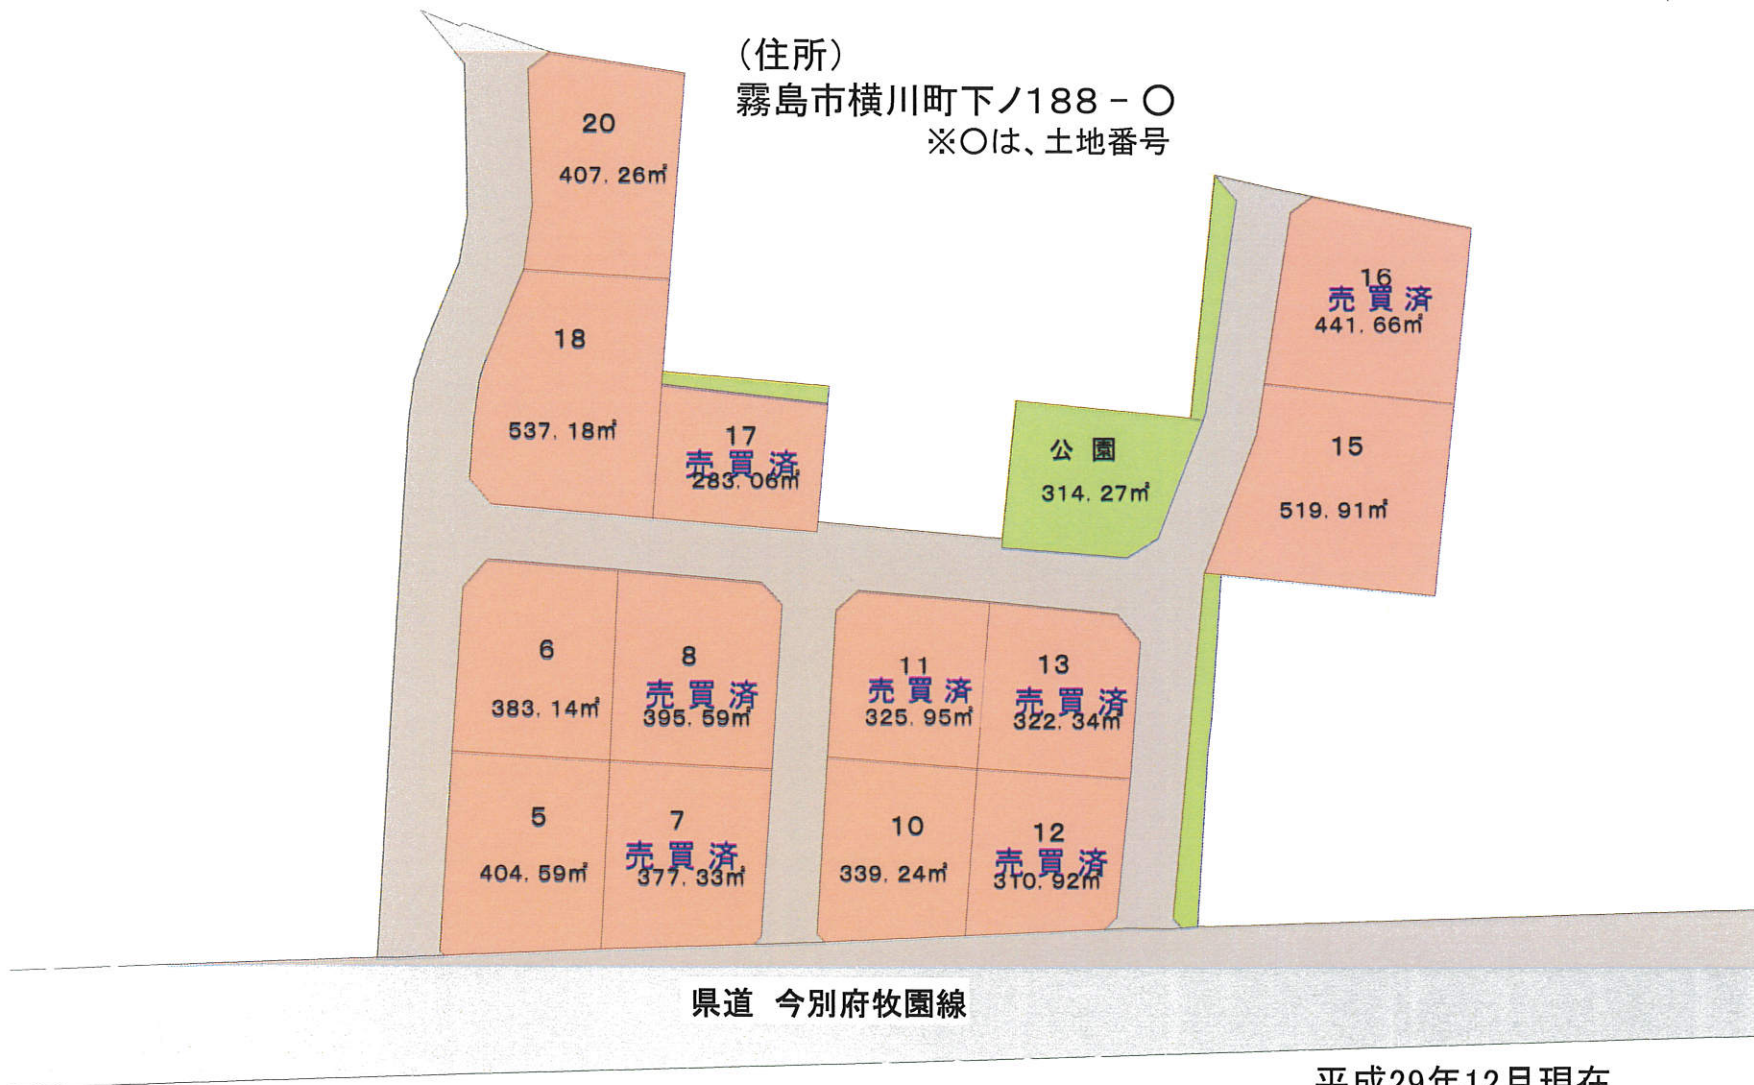 (住所)
霧島市横川町下ノ188-〇
※〇は、土地番号
20
407.26㎡
18
537.18㎡
17
売買済
283.06㎡
公園
314.27㎡
16
売買済
441.66㎡
15
519.91㎡
6
383.14㎡
8
売買済
395.59㎡
11
売買済
325.95㎡
13
売買済
322.34㎡
5
404.59㎡
7
売買済
377.33㎡
10
339.24㎡
12
売買済
310.92㎡
県道 今別府牧園線
平成29年12月現在